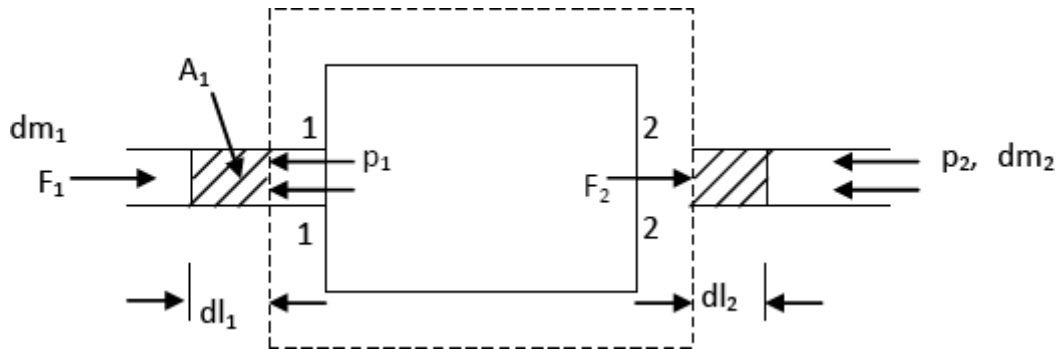 A₁
dm₁
1
2
p₁
p₂, dm₂
F₁
F₂
1
2
dl₁
dl₂